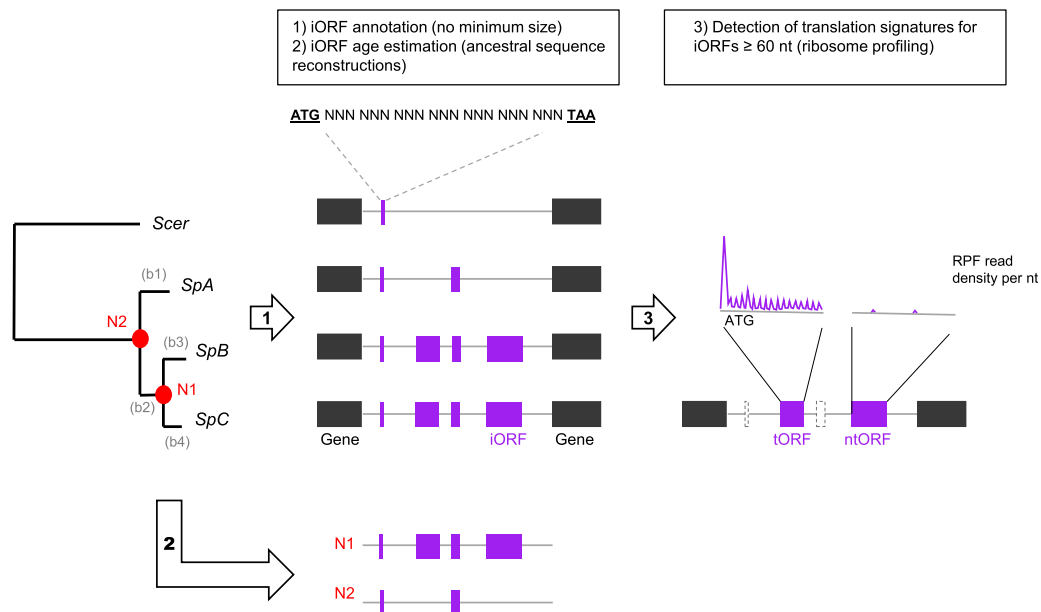 1) iORF annotation (no minimum size)
2) iORF age estimation (ancestral sequence
reconstructions)
3) Detection of translation signatures for
iORFs ≥ 60 nt (ribosome profiling)
ATG NNN NNN NNN NNN NNN NNN NNN TAA
Scer
(b1)
SpA
N2
(b3)
SpB
N1
(b2)
SpC
(b4)
1
Gene
iORF
Gene
3
RPF read
density per nt
ATG
tORF
ntORF
2
N1
N2